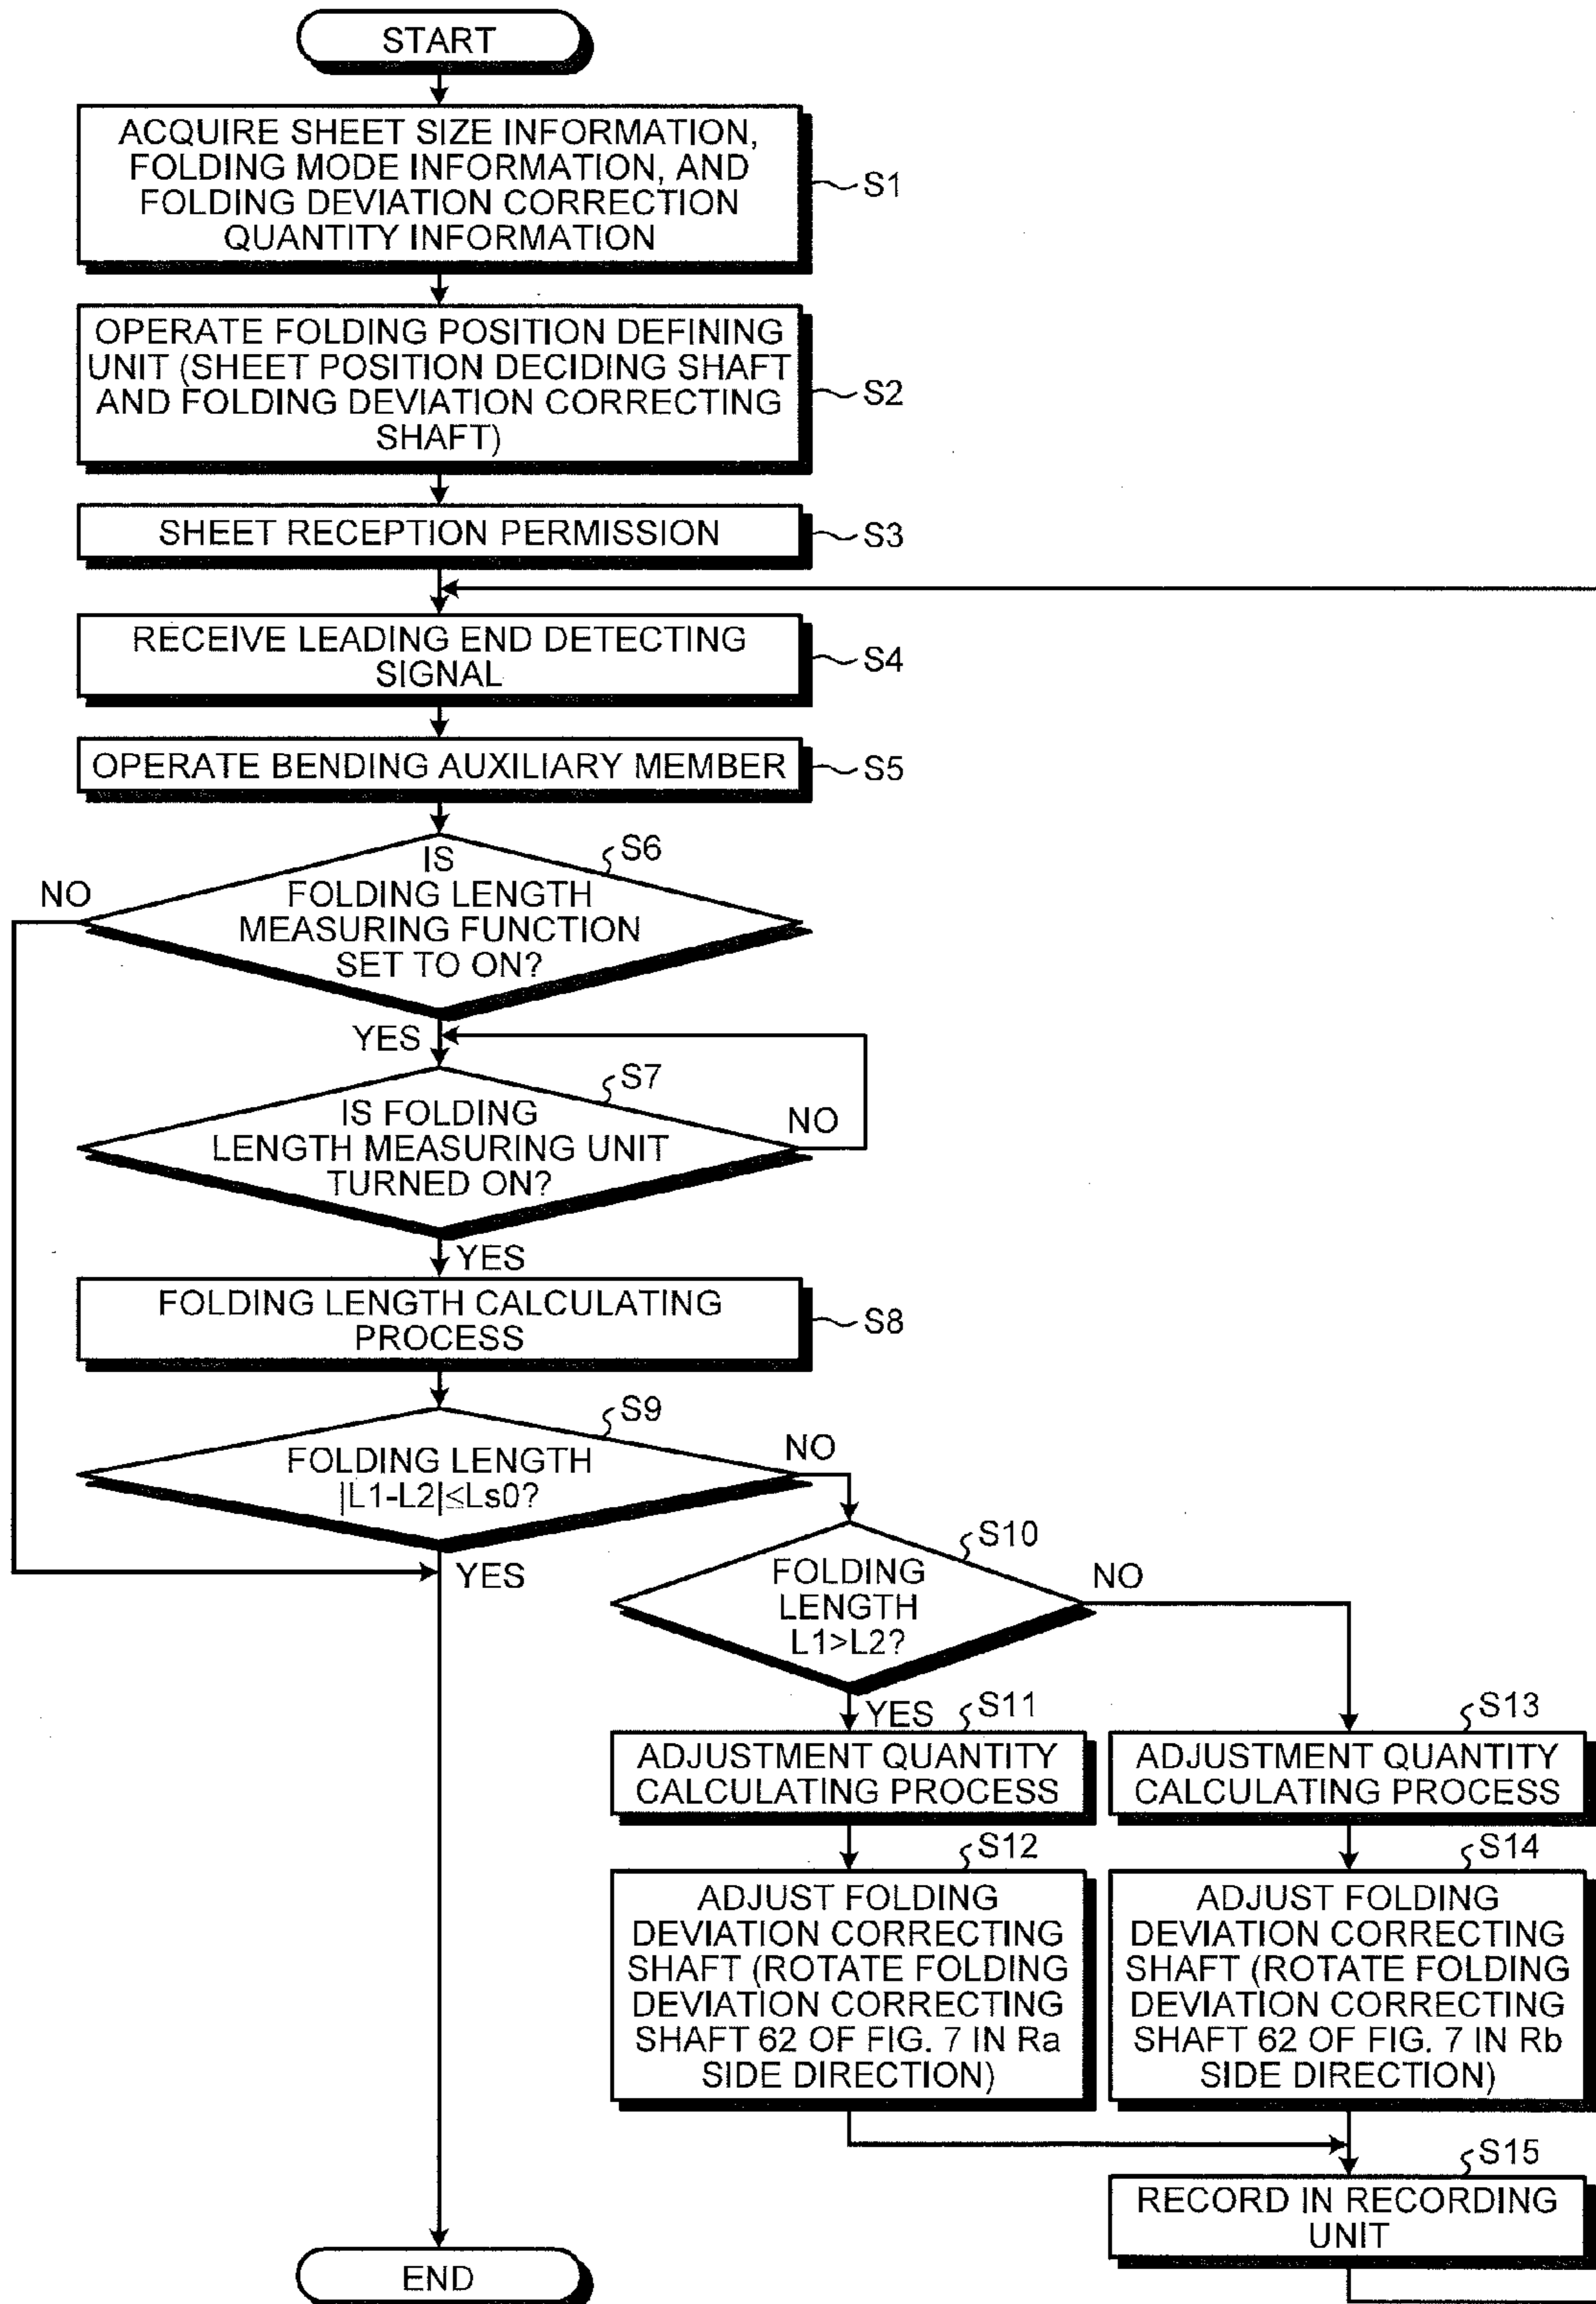 START
ACQUIRE SHEET SIZE INFORMATION,
FOLDING MODE INFORMATION, AND
FOLDING DEVIATION CORRECTION
QUANTITY INFORMATION
S1
OPERATE FOLDING POSITION DEFINING
UNIT (SHEET POSITION DECIDING SHAFT
AND FOLDING DEVIATION CORRECTING
SHAFT)
S2
SHEET RECEPTION PERMISSION
S3
RECEIVE LEADING END DETECTING
SIGNAL
S4
OPERATE BENDING AUXILIARY MEMBER
S5
IS
FOLDING LENGTH
MEASURING FUNCTION
SET TO ON?
S6
NO
YES
IS FOLDING
LENGTH MEASURING UNIT
TURNED ON?
S7
NO
YES
FOLDING LENGTH CALCULATING
PROCESS
S8
FOLDING LENGTH
|L1-L2|≤Ls0?
S9
NO
YES
FOLDING
LENGTH
L1>L2?
S10
NO
YES
S11
ADJUSTMENT QUANTITY
CALCULATING PROCESS
S13
ADJUSTMENT QUANTITY
CALCULATING PROCESS
S12
ADJUST FOLDING
DEVIATION CORRECTING
SHAFT (ROTATE FOLDING
DEVIATION CORRECTING
SHAFT 62 OF FIG. 7 IN Ra
SIDE DIRECTION)
S14
ADJUST FOLDING
DEVIATION CORRECTING
SHAFT (ROTATE FOLDING
DEVIATION CORRECTING
SHAFT 62 OF FIG. 7 IN Rb
SIDE DIRECTION)
S15
RECORD IN RECORDING
UNIT
END